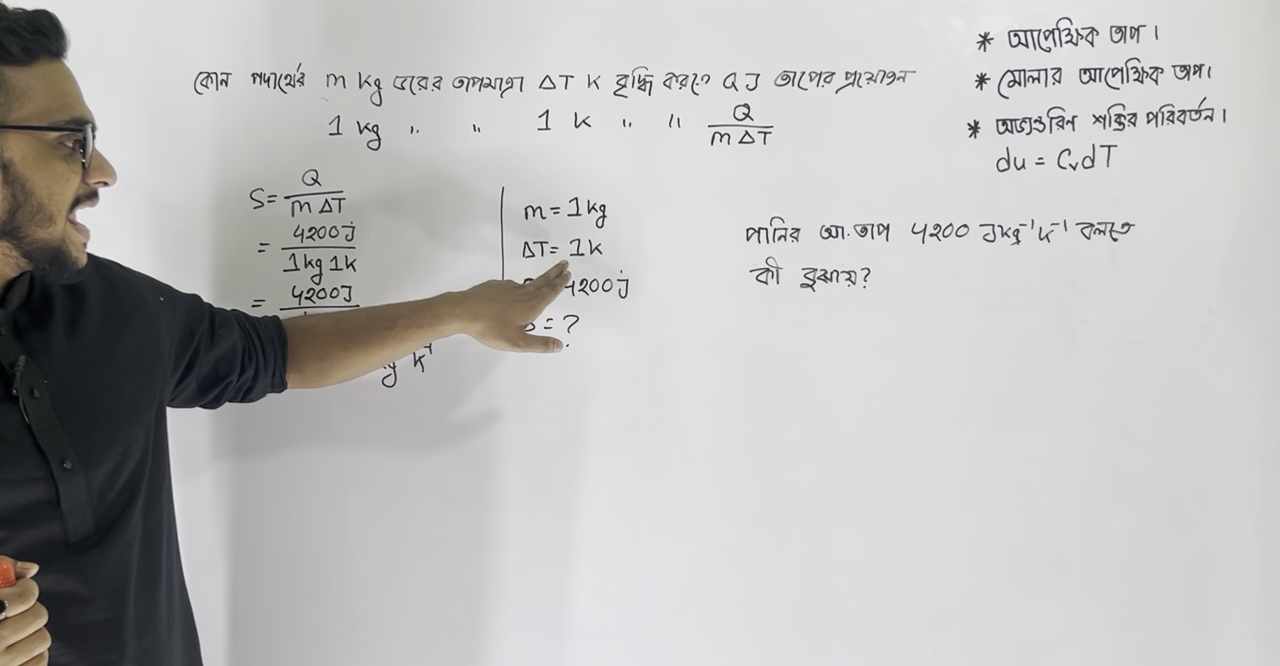 কোন পদার্থের m kg ভরের তাপমাত্রা ΔT K বৃদ্ধি করতে Q J তাপের প্রয়োজন
1 kg " " 1 K " " Q/mΔT
S = Q/mΔT
= 4200j/1kg 1k
= 4200J
k⁻¹
m = 1kg
ΔT = 1k
4200j
= ?
* আপেক্ষিক তাপ।
* মোলার আপেক্ষিক তাপ।
* অভ্যন্তরিণ শক্তির পরিবর্তন।
du = CvdT
পানির আ. তাপ 4200 Jkg⁻¹k⁻¹ বলতে
কী বুঝায়?